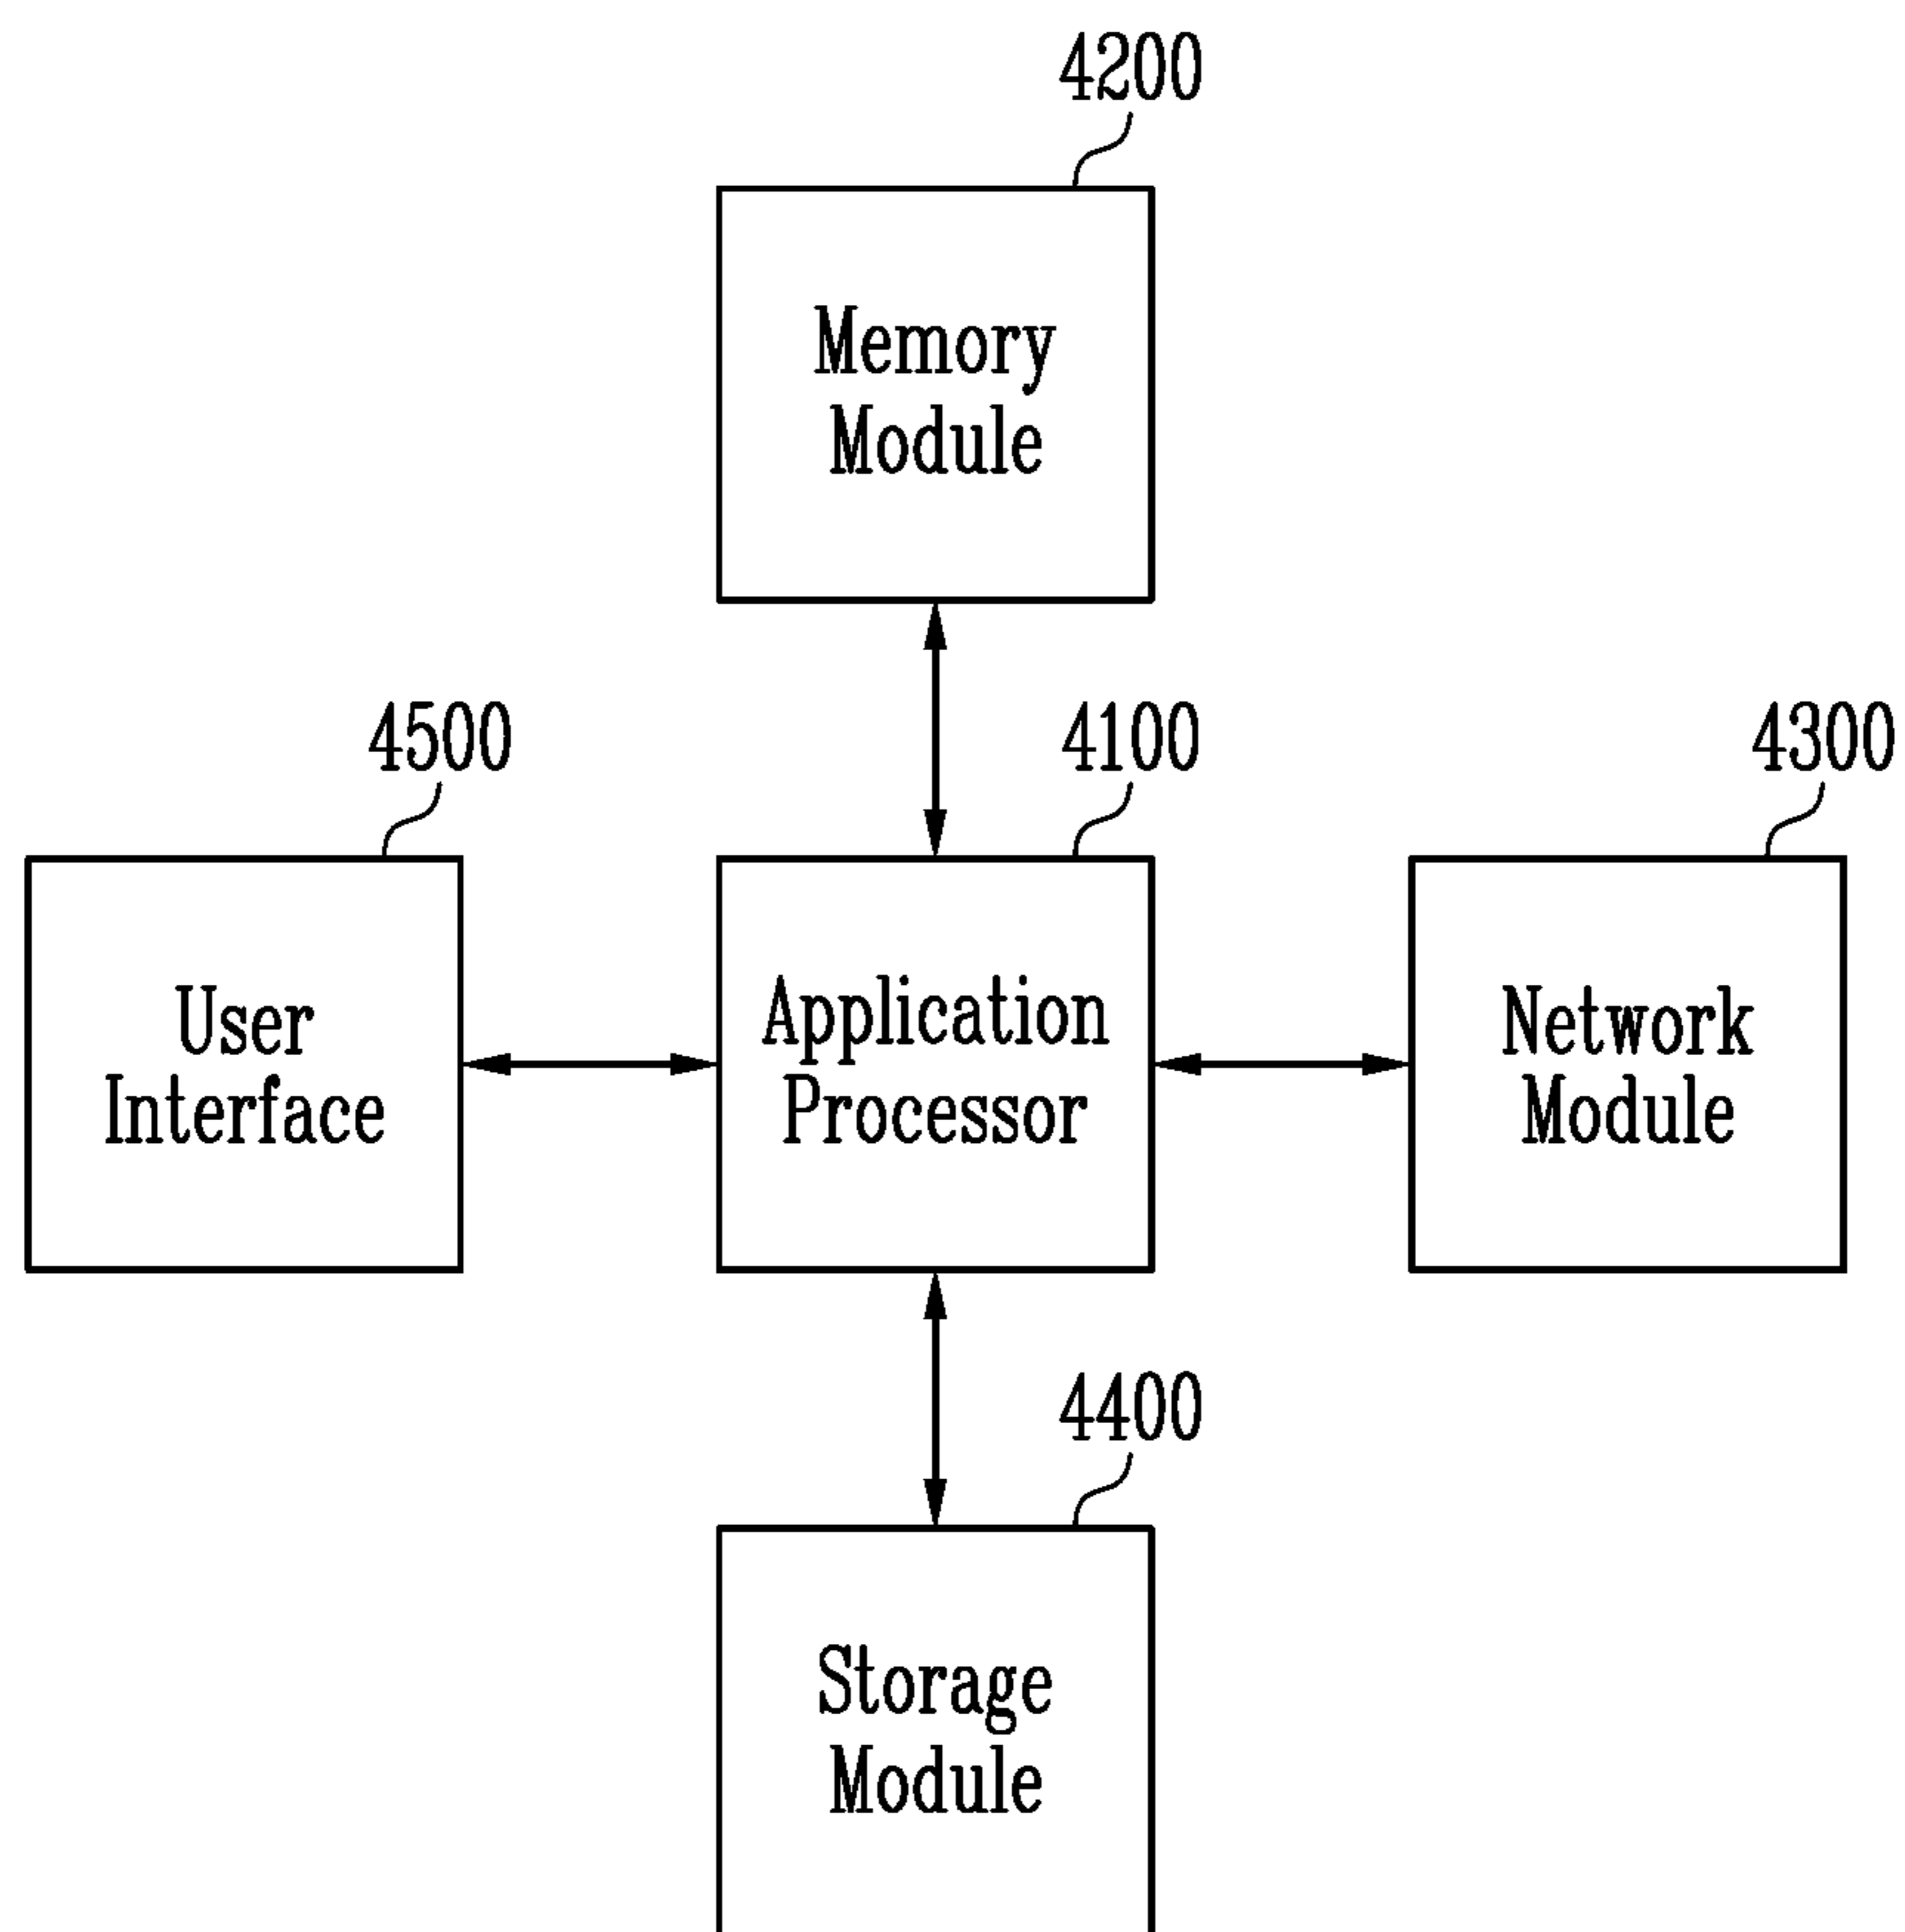 4200
Memory
Module
4500
4100
4300
User
Interface
Application
Processor
Network
Module
4400
Storage
Module